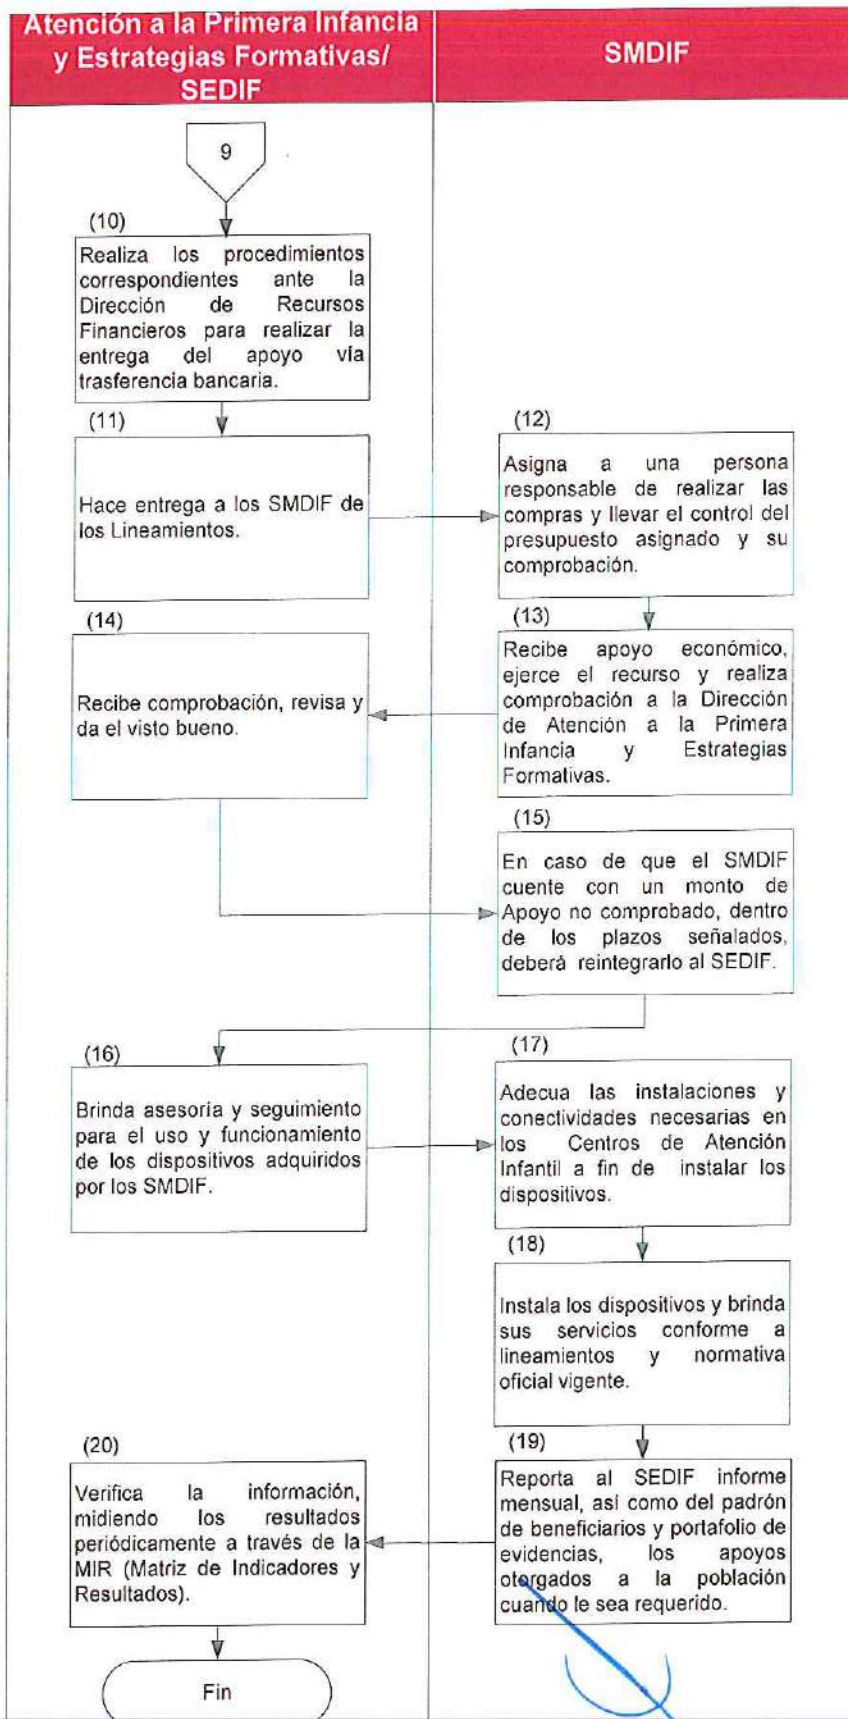 Atención a la Primera Infancia
y Estrategias Formativas/
SEDIF
SMDIF
9
(10)
Realiza los procedimientos
correspondientes ante la
Dirección de Recursos
Financieros para realizar la
entrega del apoyo vía
trasferencia bancaria.
(11)
Hace entrega a los SMDIF de
los Lineamientos.
(12)
Asigna a una persona
responsable de realizar las
compras y llevar el control del
presupuesto asignado y su
comprobación.
(13)
Recibe apoyo económico,
ejerce el recurso y realiza
comprobación a la Dirección
de Atención a la Primera
Infancia y Estrategias
Formativas.
(14)
Recibe comprobación, revisa y
da el visto bueno.
(15)
En caso de que el SMDIF
cuente con un monto de
Apoyo no comprobado, dentro
de los plazos señalados,
deberá reintegrarlo al SEDIF.
(16)
Brinda asesoría y seguimiento
para el uso y funcionamiento
de los dispositivos adquiridos
por los SMDIF.
(17)
Adecua las instalaciones y
conectividades necesarias en
los Centros de Atención
Infantil a fin de instalar los
dispositivos.
(18)
Instala los dispositivos y brinda
sus servicios conforme a
lineamientos y normativa
oficial vigente.
(19)
Reporta al SEDIF informe
mensual, así como del padrón
de beneficiarios y portafolio de
evidencias, los apoyos
otorgados a la población
cuando le sea requerido.
(20)
Verifica la información,
midiendo los resultados
periódicamente a través de la
MIR (Matriz de Indicadores y
Resultados).
Fin